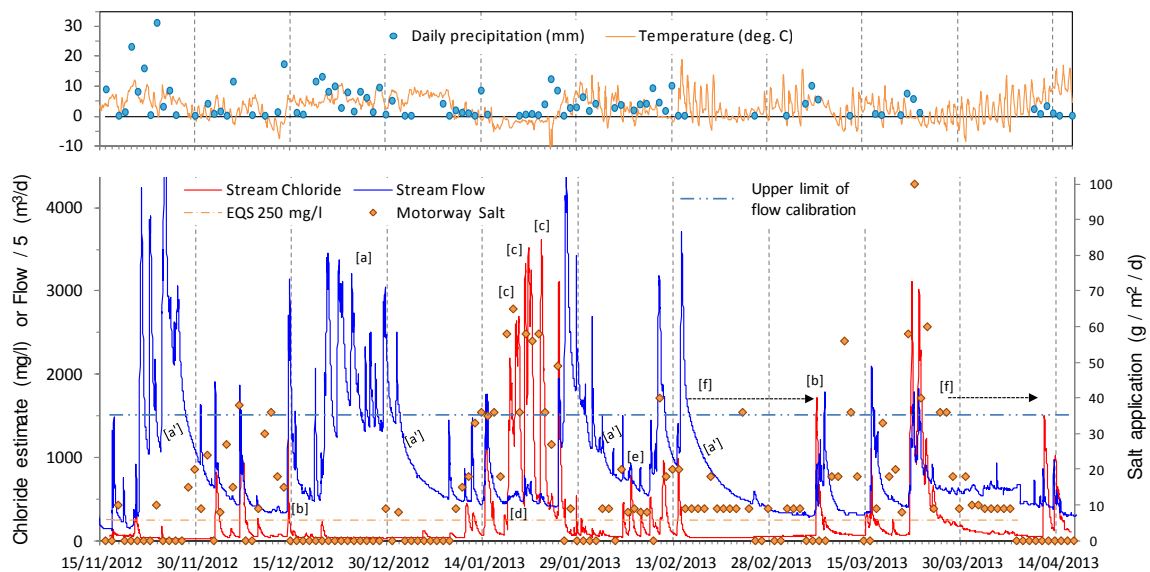 30
20
10
0
-10
Daily precipitation (mm)
Temperature (deg. C)
Chloride estimate (mg/l) or Flow / 5 (m³/d)
4000
3000
2000
1000
0
Stream Chloride
Stream Flow
EQS 250 mg/l
Motorway Salt
Upper limit of
flow calibration
[a]
[c]
[c]
[c]
[f]
[b]
[f]
[a']
[a']
[a']
[a']
[e]
[b]
[d]
100
90
80
70
60
50
40
30
20
10
0
Salt application (g / m² / d)
15/11/2012 30/11/2012 15/12/2012 30/12/2012 14/01/2013 29/01/2013 13/02/2013 28/02/2013 15/03/2013 30/03/2013 14/04/2013